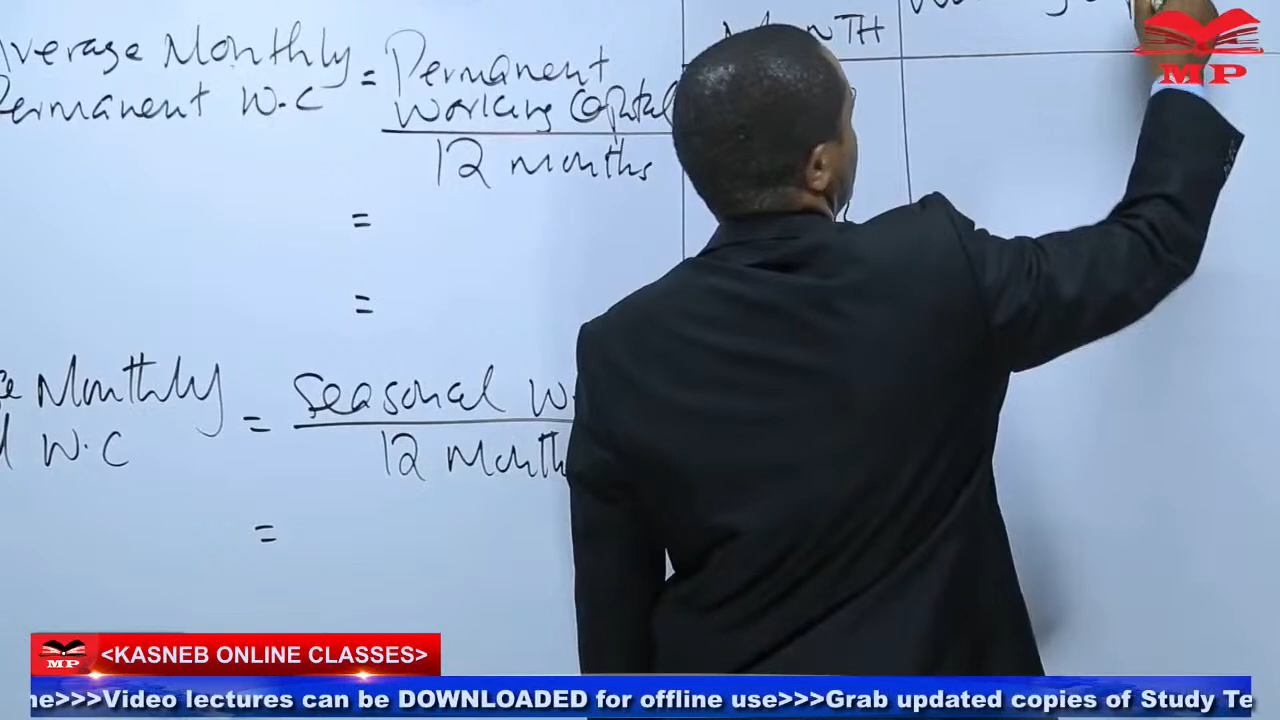 verage Monthly = Permanent
ermanent W.C Working Capital
12 months
=
=
Monthly = Seasonal W.
W.C 12 Month
=
MP
MP <KASNEB ONLINE CLASSES>
ne>>>Video lectures can be DOWNLOADED for offline use>>>Grab updated copies of Study Te